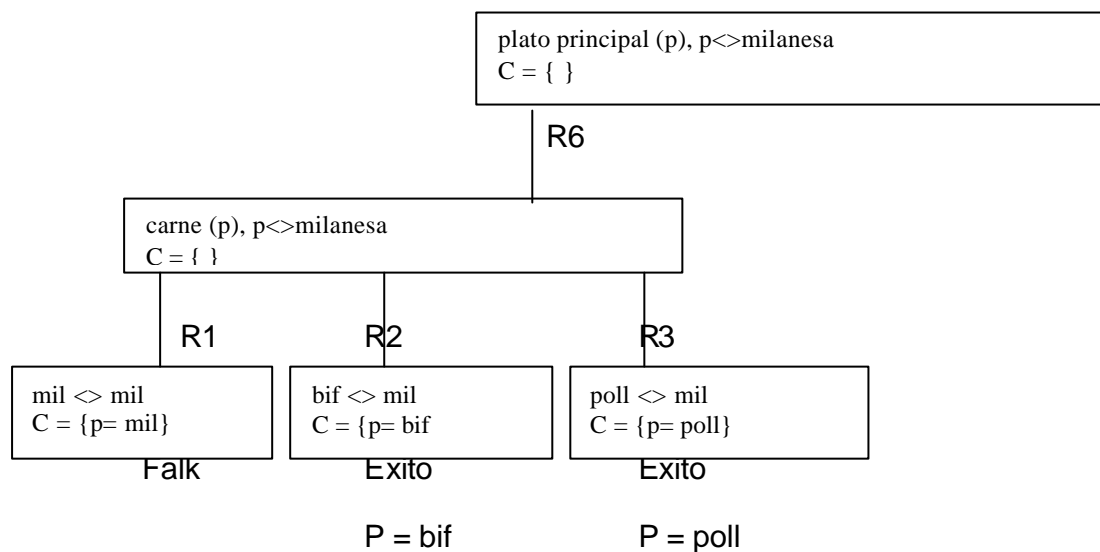 plato principal (p), p<>milanesa
C = { }
R6
carne (p), p<>milanesa
C = { }
R1
R2
R3
mil <> mil
C = {p= mil}
bif <> mil
C = {p= bif
poll <> mil
C = {p= poll}
Falk
Exito
Exito
P = bif
P = poll